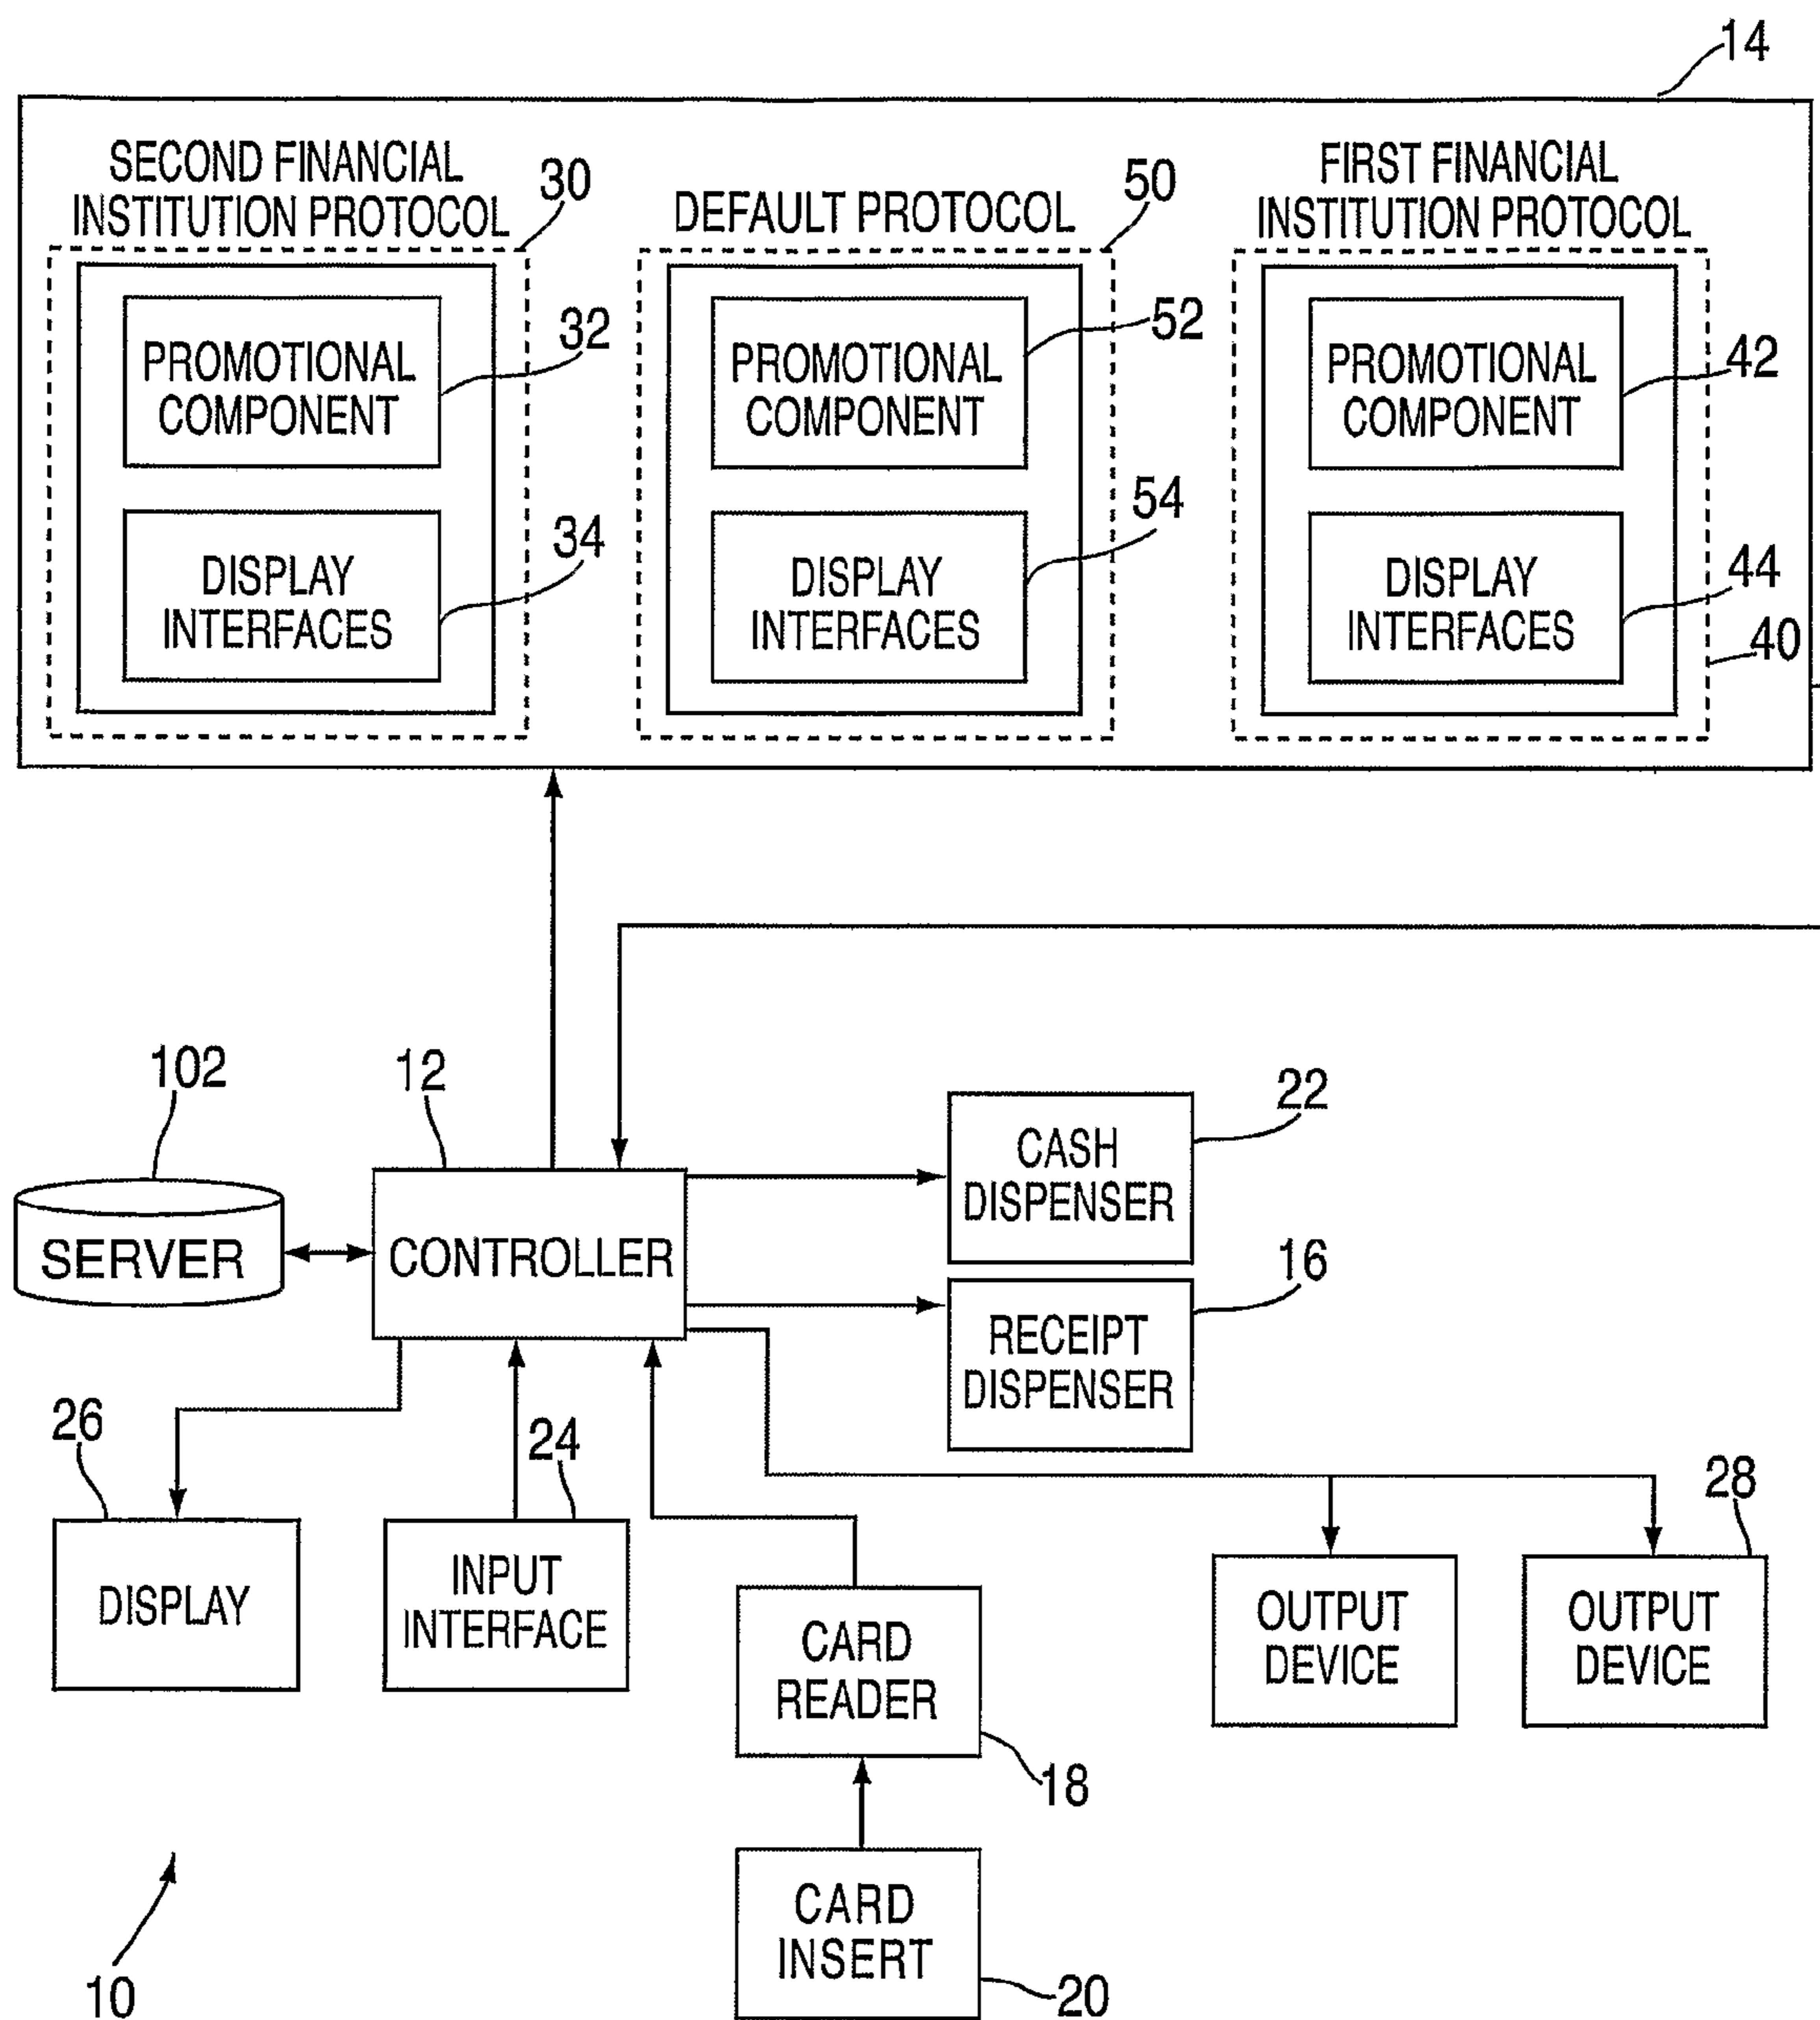 14
SECOND FINANCIAL
INSTITUTION PROTOCOL
30
DEFAULT PROTOCOL
50
FIRST FINANCIAL
INSTITUTION PROTOCOL
PROMOTIONAL
COMPONENT
32
PROMOTIONAL
COMPONENT
52
PROMOTIONAL
COMPONENT
42
DISPLAY
INTERFACES
34
DISPLAY
INTERFACES
54
DISPLAY
INTERFACES
44
40
102
SERVER
12
CONTROLLER
CASH
DISPENSER
22
RECEIPT
DISPENSER
16
26
DISPLAY
24
INPUT
INTERFACE
CARD
READER
18
OUTPUT
DEVICE
OUTPUT
DEVICE
28
CARD
INSERT
20
10